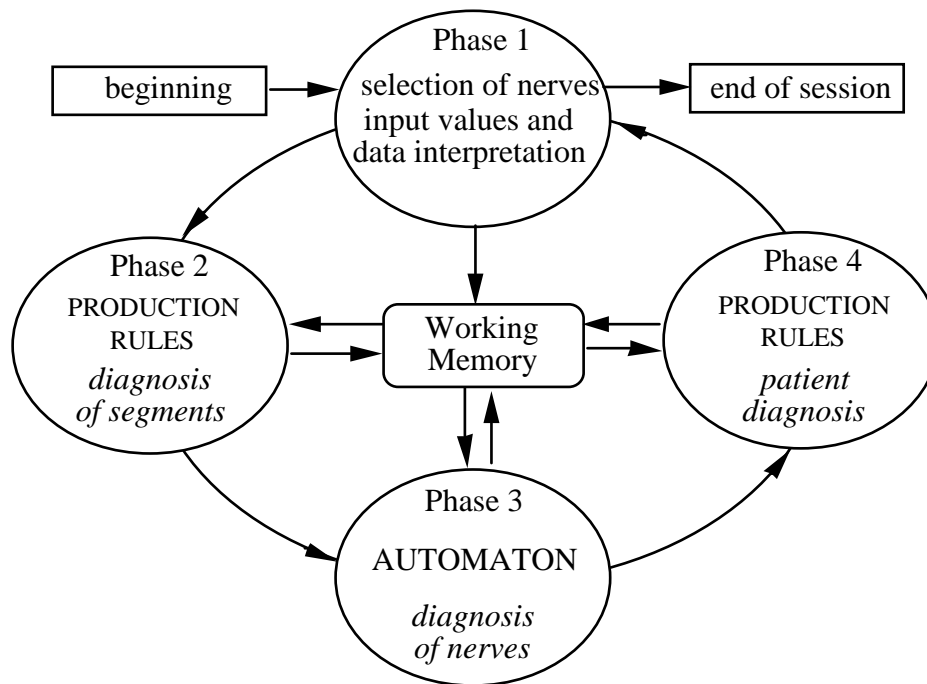 Phase 1
beginning
selection of nerves
input values and
data interpretation
end of session
Phase 2
PRODUCTION
RULES
diagnosis
of segments
Working
Memory
Phase 4
PRODUCTION
RULES
patient
diagnosis
Phase 3
AUTOMATON
diagnosis
of nerves